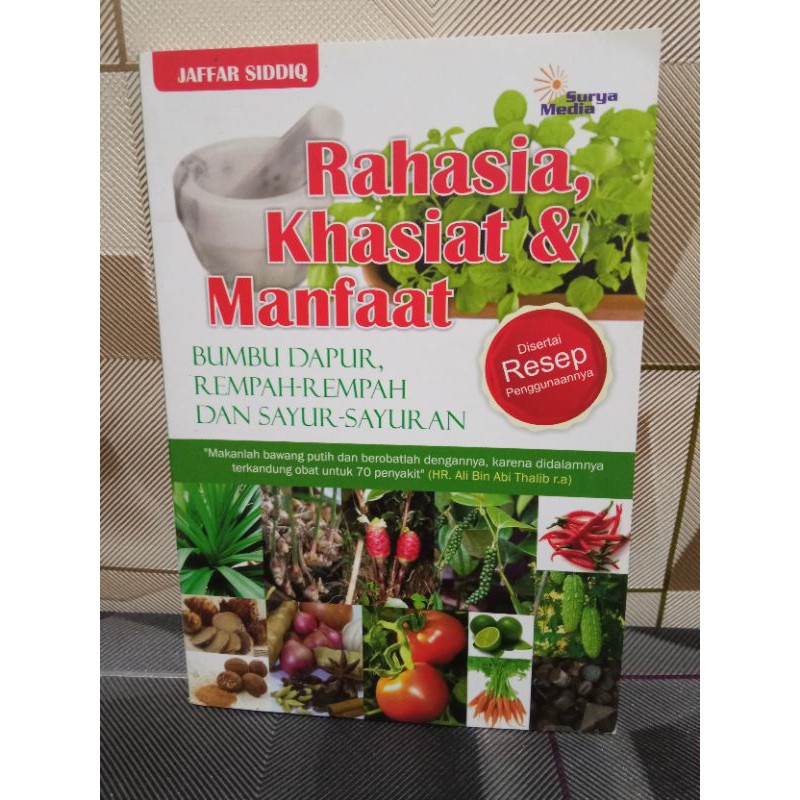 JAFFAR SIDDIQ
Surya
Media
Rahasia,
Khasiat &
Manfaat
BUMBU DAPUR,
REMPAH-REMPAH
DAN SAYUR-SAYURAN
Disertai
Resep
Penggunaannya
"Makanlah bawang putih dan berobatlah dengannya, karena didalamnya
terkandung obat untuk 70 penyakit" (HR. Ali Bin Abi Thalib r.a)